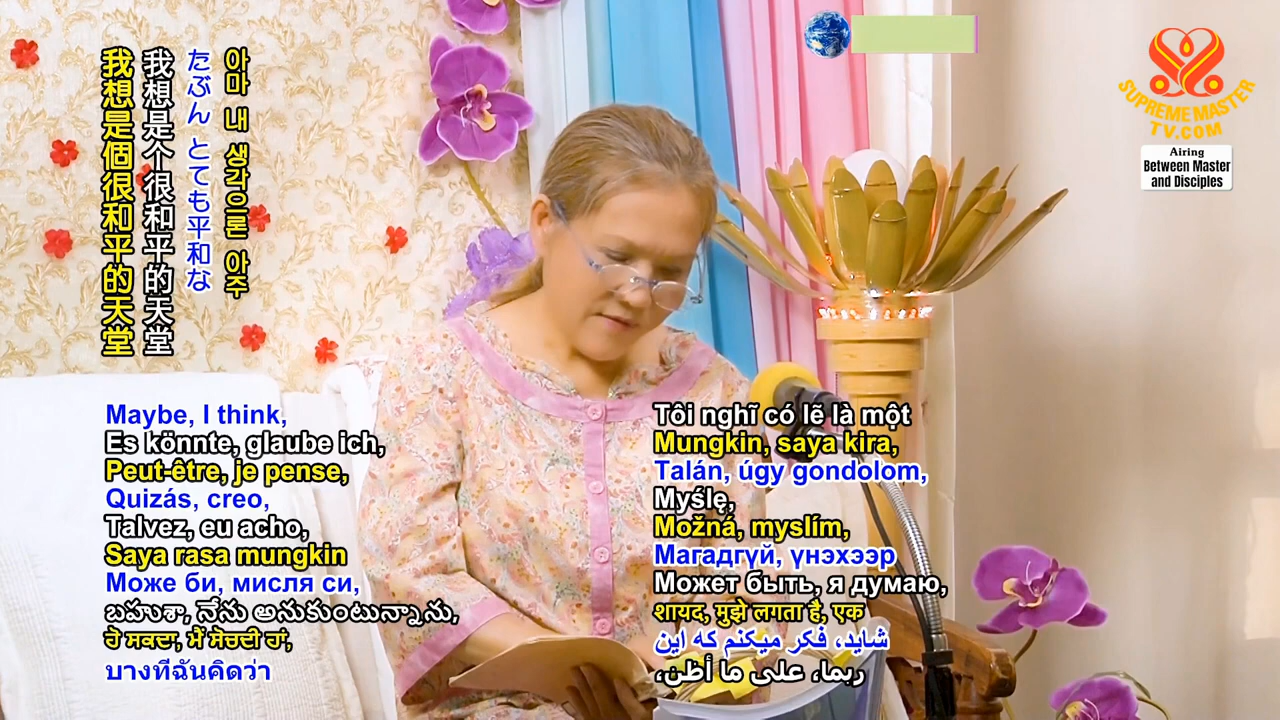 我想是個很和平的天堂
我想是个很和平的天堂
たぶん とても平和な
아마 내 생각으론 아주
SUPREME MASTER
TV.COM
Airing
Between Master
and Disciples
Maybe, I think,
Es könnte, glaube ich,
Peut-être, je pense,
Quizás, creo,
Talvez, eu acho,
Saya rasa mungkin
Може би, мисля си,
బహుశా, నేను అనుకుంటున్నాను,
ਹੋ ਸਕਦਾ, ਮੈਂ ਸੋਚਦੀ ਹਾਂ,
บางทีฉันคิดว่า
Tôi nghĩ có lẽ là một
Mungkin, saya kira,
Talán, úgy gondolom,
Myślę,
Možná, myslím,
Магадгүй, үнэхээр
Может быть, я думаю,
शायद, मुझे लगता है, एक
شاید، فکر میکنم که این
ربما، على ما أظن،